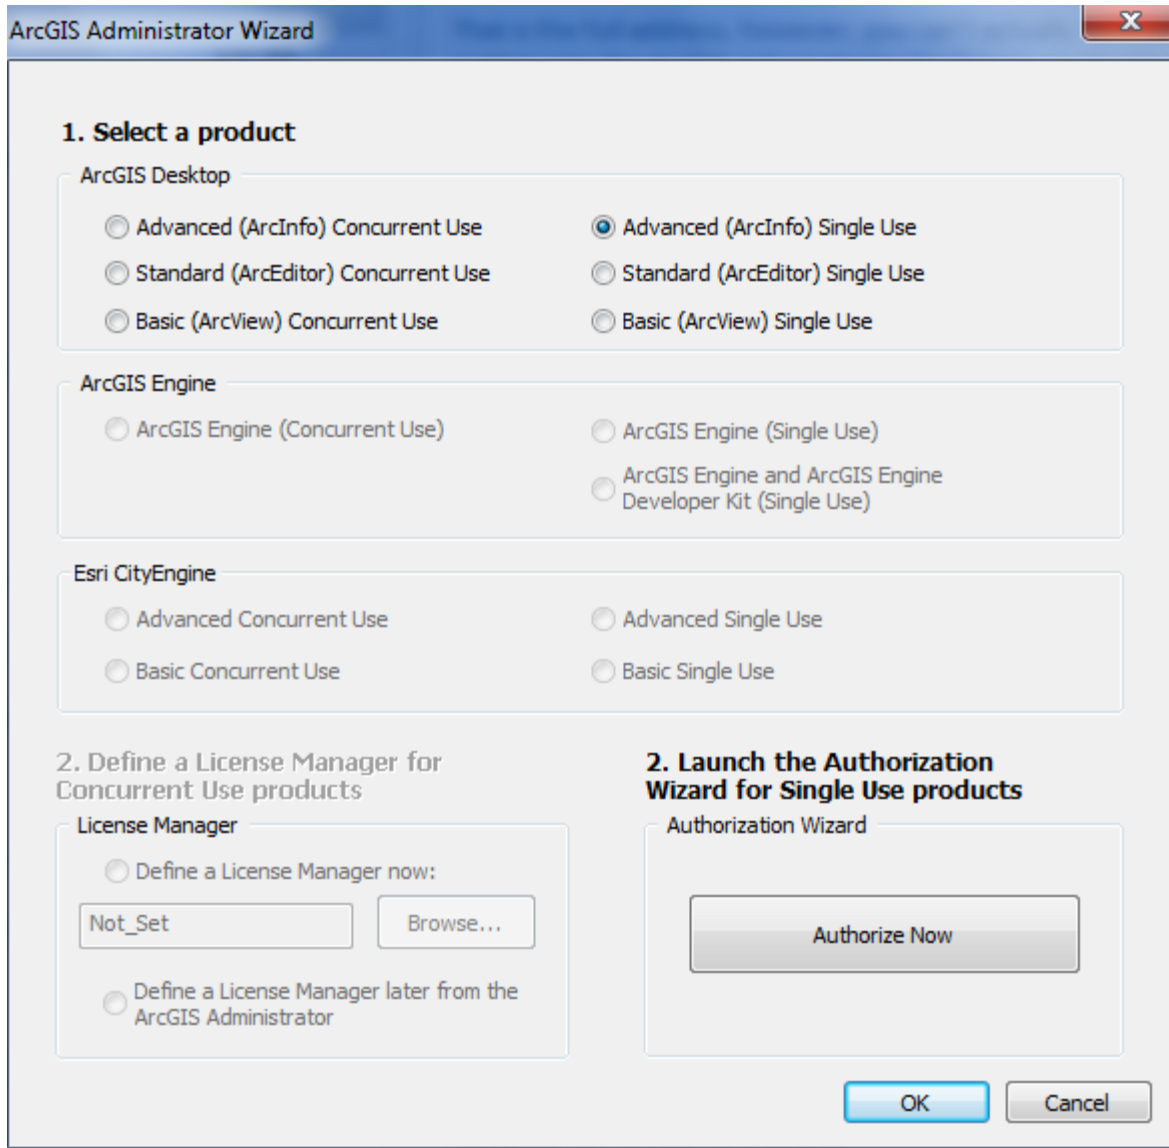 ArcGIS Administrator Wizard
1. Select a product
ArcGIS Desktop
Advanced (ArcInfo) Concurrent Use
Advanced (ArcInfo) Single Use
Standard (ArcEditor) Concurrent Use
Standard (ArcEditor) Single Use
Basic (ArcView) Concurrent Use
Basic (ArcView) Single Use
ArcGIS Engine
ArcGIS Engine (Concurrent Use)
ArcGIS Engine (Single Use)
ArcGIS Engine and ArcGIS Engine
Developer Kit (Single Use)
Esri CityEngine
Advanced Concurrent Use
Advanced Single Use
Basic Concurrent Use
Basic Single Use
2. Define a License Manager for
Concurrent Use products
License Manager
Define a License Manager now:
Not_Set
Browse...
Define a License Manager later from the
ArcGIS Administrator
2. Launch the Authorization
Wizard for Single Use products
Authorization Wizard
Authorize Now
OK
Cancel